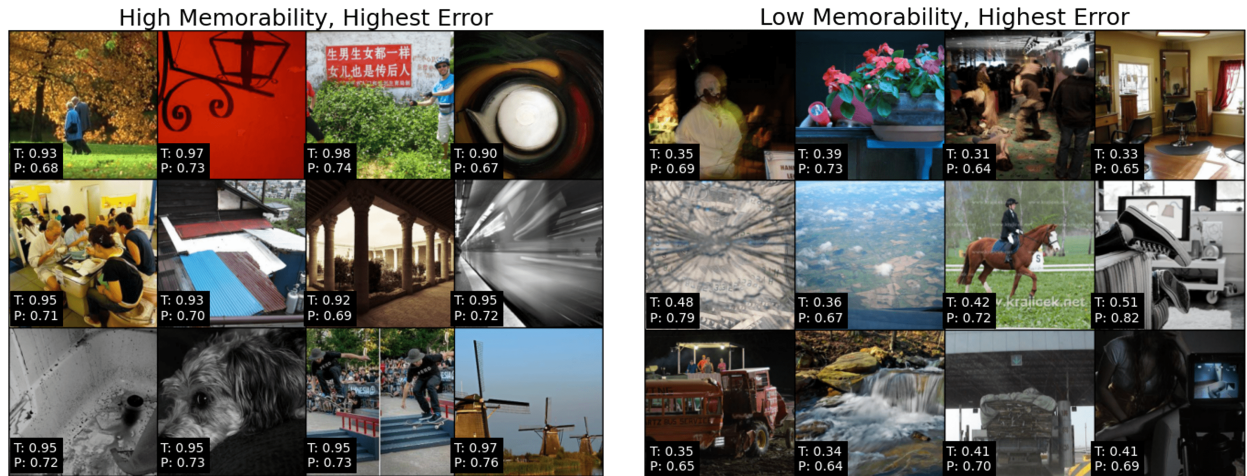 High Memorability, Highest Error
Low Memorability, Highest Error
生男生女都一样
女儿也是传后人
T: 0.93
P: 0.68
T: 0.97
P: 0.73
T: 0.98
P: 0.74
T: 0.90
P: 0.67
T: 0.35
P: 0.69
T: 0.39
P: 0.73
T: 0.31
P: 0.64
T: 0.33
P: 0.65
T: 0.95
P: 0.71
T: 0.93
P: 0.70
T: 0.92
P: 0.69
T: 0.95
P: 0.72
T: 0.48
P: 0.79
T: 0.36
P: 0.67
S
T: 0.42
P: 0.72
w.kralicek.net
T: 0.51
P: 0.82
T: 0.95
P: 0.72
T: 0.95
P: 0.73
T: 0.95
P: 0.73
T: 0.97
P: 0.76
T: 0.35
P: 0.65
T: 0.34
P: 0.64
T: 0.41
P: 0.70
T: 0.41
P: 0.69